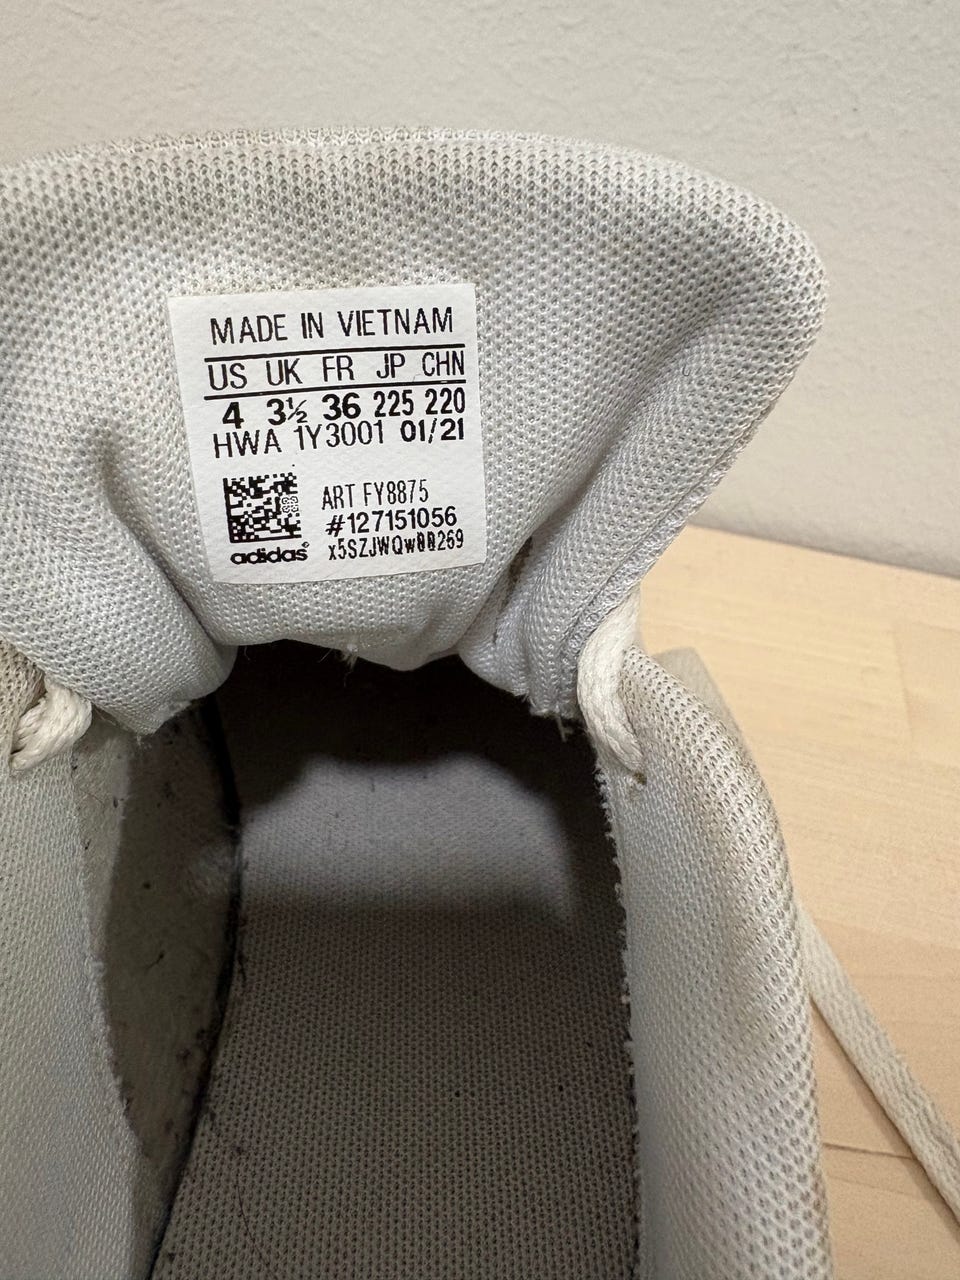 MADE IN VIETNAM
US UK FR JP CHN
4 3½ 36 225 220
HWA 1Y3001 01/21
ART FY8875
#127151056
adidas